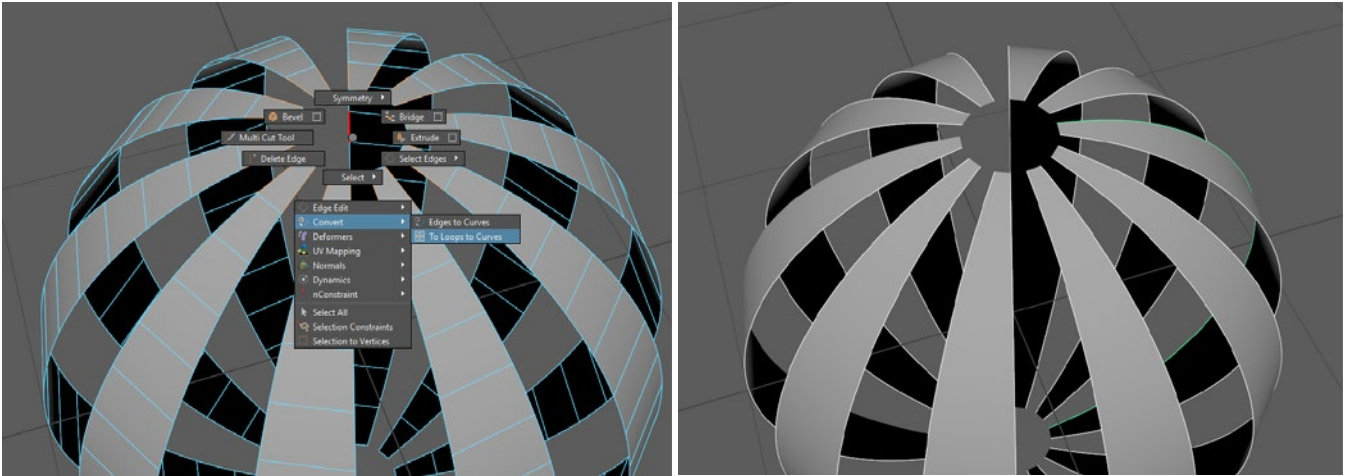 Symmetry
Bevel
Bridge
Multi Cut Tool
Extrude
Delete Edge
Select Edges
Select
Edge Edit
Convert
Edges to Curves
Deformers
To Loops to Curves
UV Mapping
Normals
Dynamics
nConstraint
Select All
Selection Constraints
Selection to Vertices